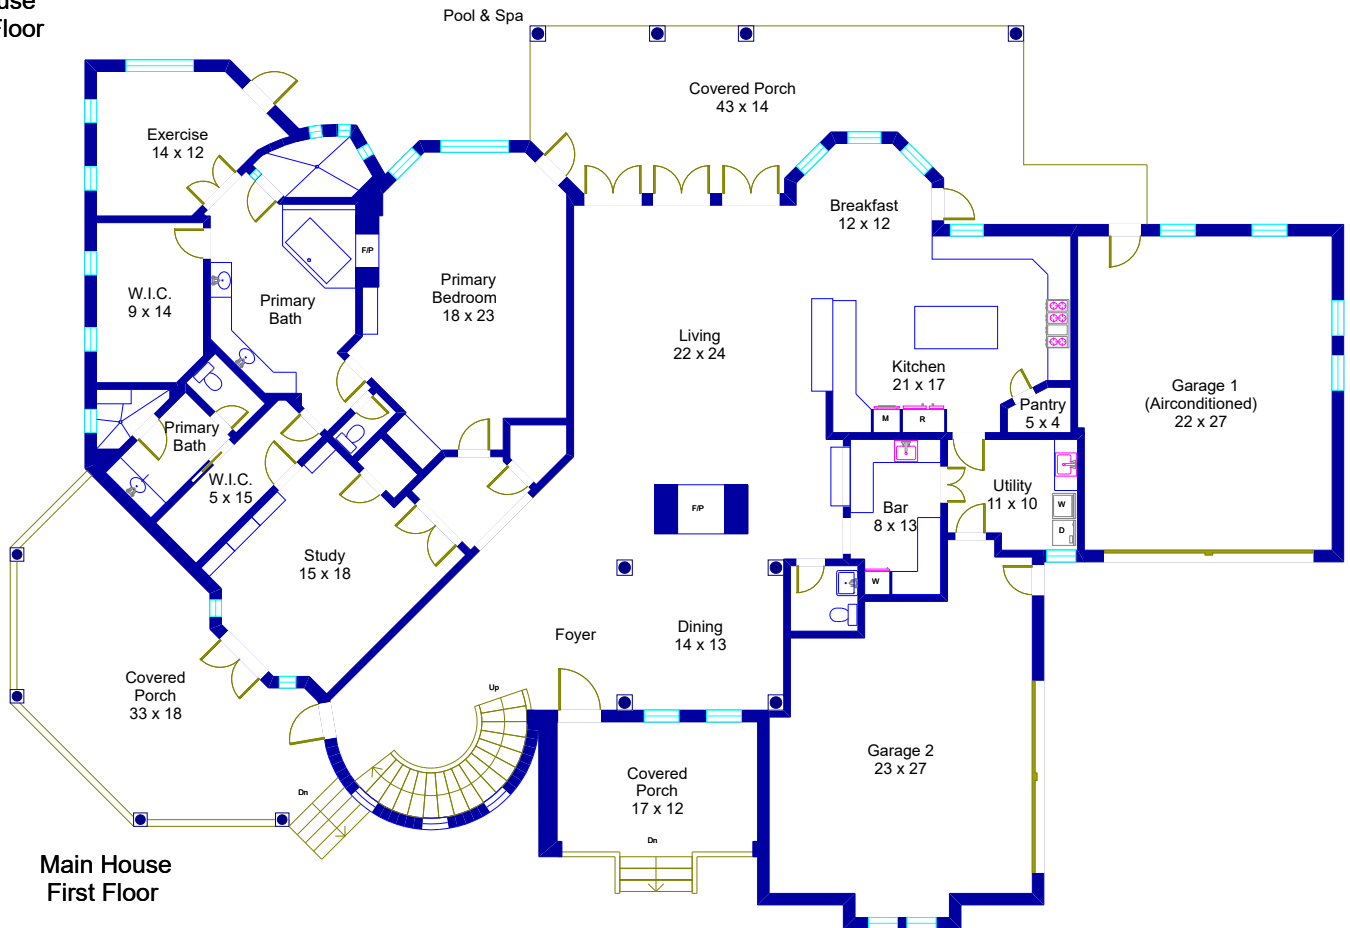 use
Floor
Pool & Spa
Covered Porch
43 x 14
Exercise
14 x 12
Breakfast
12 x 12
F/P
Primary
Bedroom
18 x 23
W.I.C.
9 x 14
Primary
Bath
Living
22 x 24
Kitchen
21 x 17
Garage 1
(Airconditioned)
22 x 27
Pantry
5 x 4
M
R
Primary
Bath
W.I.C.
5 x 15
Utility
11 x 10
W
D
Bar
8 x 13
F/P
Study
15 x 18
W
Foyer
Dining
14 x 13
Covered
Porch
33 x 18
Up
Dn
Garage 2
23 x 27
Covered
Porch
17 x 12
Dn
Main House
First Floor